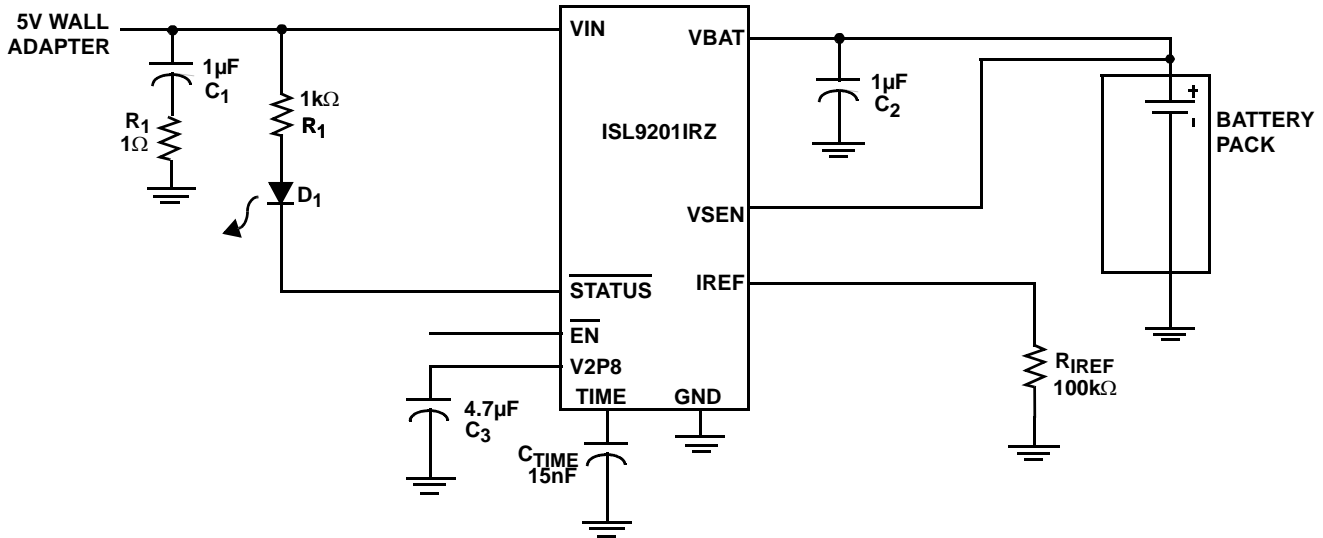 5V WALL
ADAPTER
1µF
C1
R1
1Ω
1kΩ
R1
D1
VIN
VBAT
ISL9201IRZ
VSEN
IREF
STATUS
EN
V2P8
TIME
GND
4.7µF
C3
CTIME
15nF
1µF
C2
+
-
BATTERY
PACK
RIREF
100kΩ